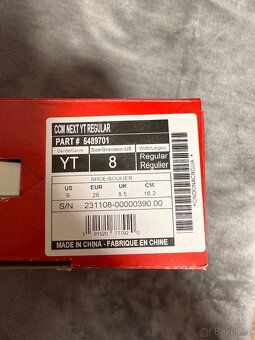 CCM NEXT YT REGULAR
PART # 5489701
Genre/Genre Size/Grandeur-US Width/Largeur
YT 8 Regular
Régulier
SHOE/SOULIER
US EUR UK CM
9 26 8.5 16.2
S/N 231108-00000390.00
MADE IN CHINA - FABRIQUE EN CHINE